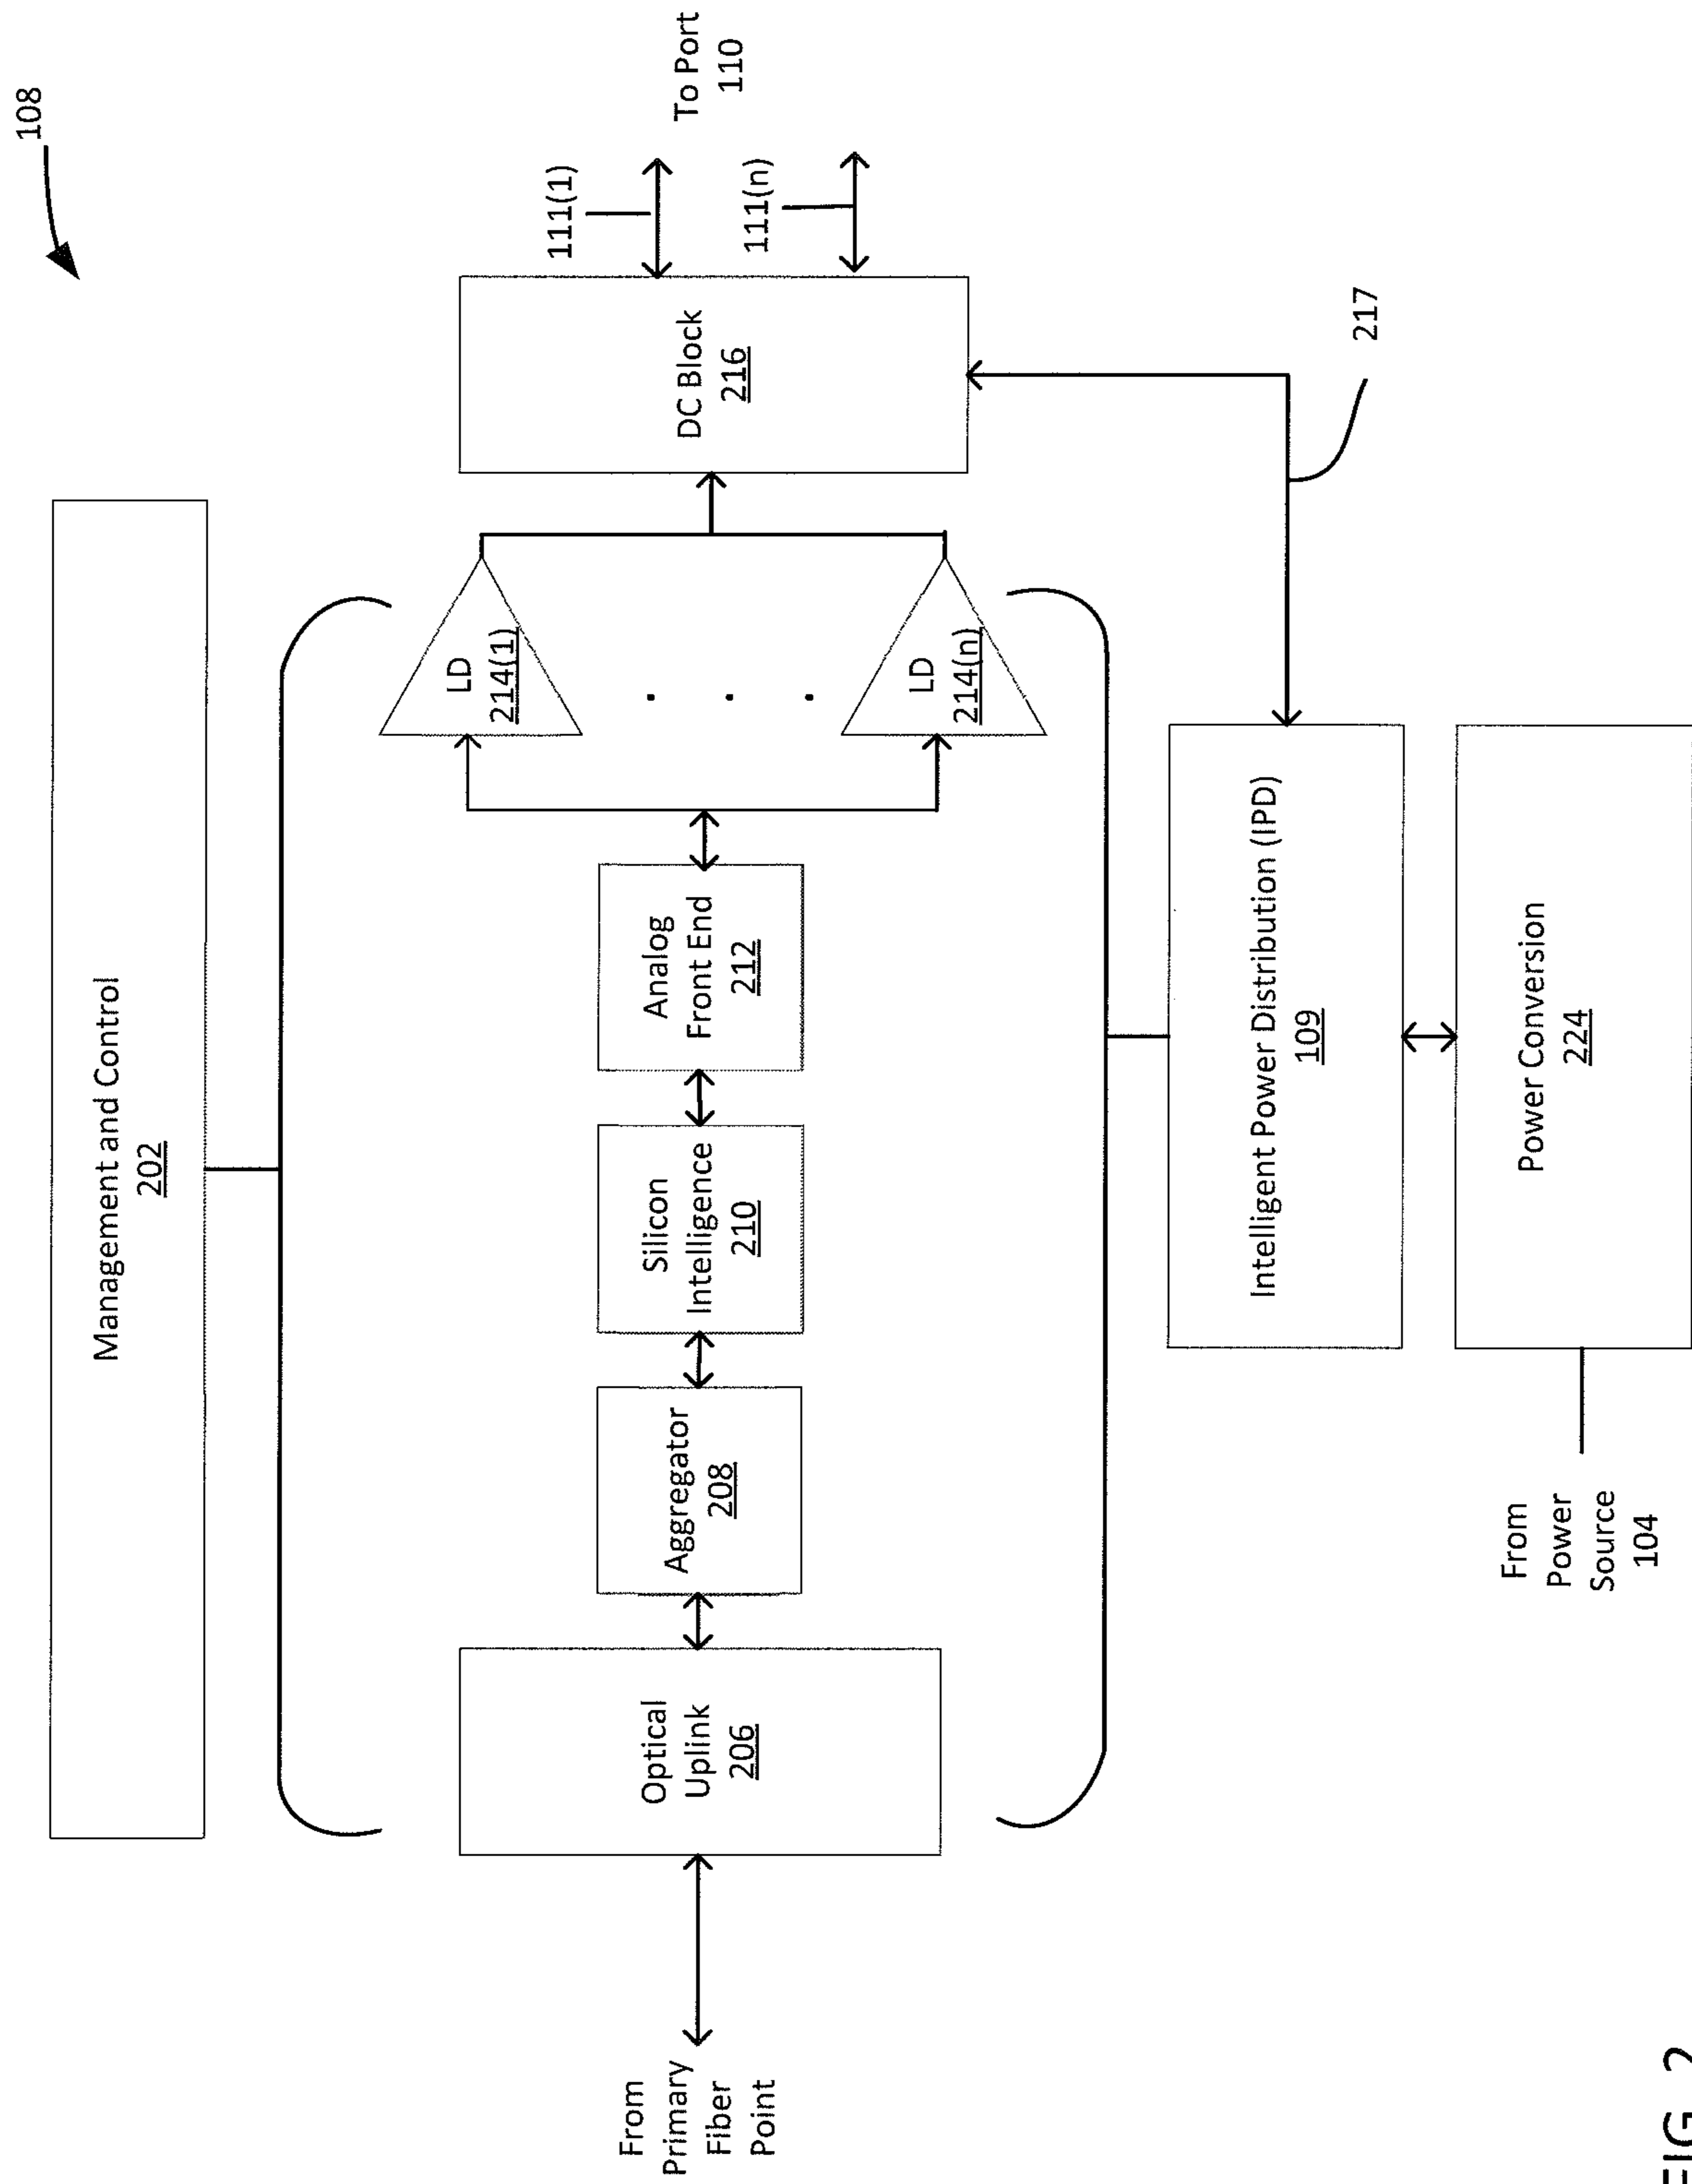 108
Management and Control
202
From
Primary
Fiber
Point
Optical
Uplink
206
Aggregator
208
Silicon
Intelligence
210
Analog
Front End
212
LD
214(1)
. . .
LD
214(n)
DC Block
216
111(1)
111(n)
To Port
110
217
Intelligent Power Distribution (IPD)
109
Power Conversion
224
From
Power
Source
104
FIG. 2